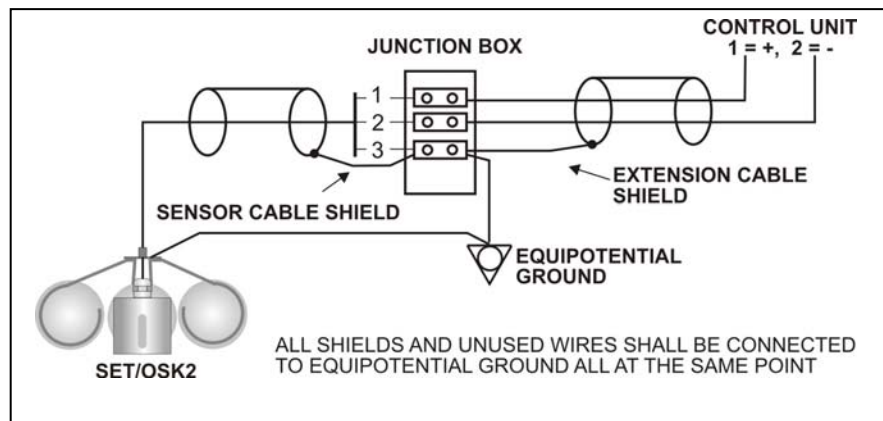 CONTROL UNIT
1 = +, 2 = -
JUNCTION BOX
1
2
3
EXTENSION CABLE
SHIELD
SENSOR CABLE SHIELD
EQUIPOTENTIAL
GROUND
SET/OSK2
ALL SHIELDS AND UNUSED WIRES SHALL BE CONNECTED
TO EQUIPOTENTIAL GROUND ALL AT THE SAME POINT